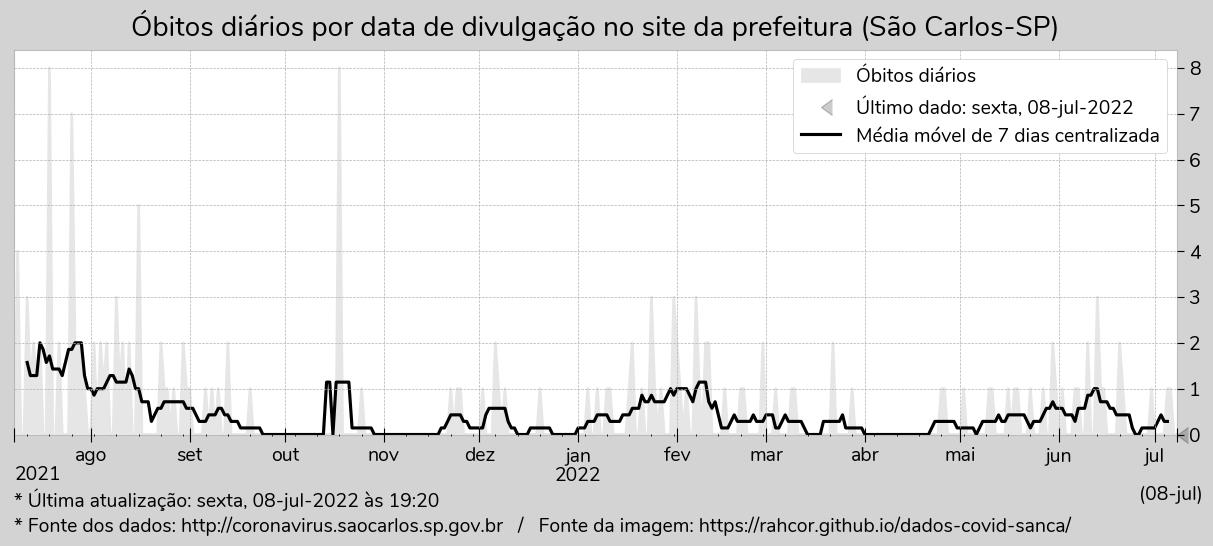 Óbitos diários por data de divulgação no site da prefeitura (São Carlos-SP)
Óbitos diários
Último dado: sexta, 08-jul-2022
Média móvel de 7 dias centralizada
8
7
6
5
4
3
2
1
0
ago set out nov dez jan fev mar abr mai jun jul
2021 2022
(08-jul)
* Última atualização: sexta, 08-jul-2022 às 19:20
* Fonte dos dados: http://coronavirus.saocarlos.sp.gov.br / Fonte da imagem: https://rahcor.github.io/dados-covid-sanca/